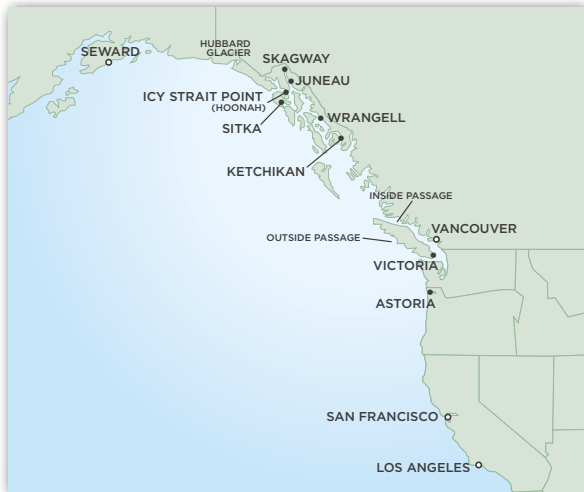 SEWARD
HUBBARD
GLACIER
SKAGWAY
JUNEAU
ICY STRAIT POINT
(HOONAH)
SITKA
WRANGELL
KETCHIKAN
INSIDE PASSAGE
OUTSIDE PASSAGE
VANCOUVER
VICTORIA
ASTORIA
SAN FRANCISCO
LOS ANGELES